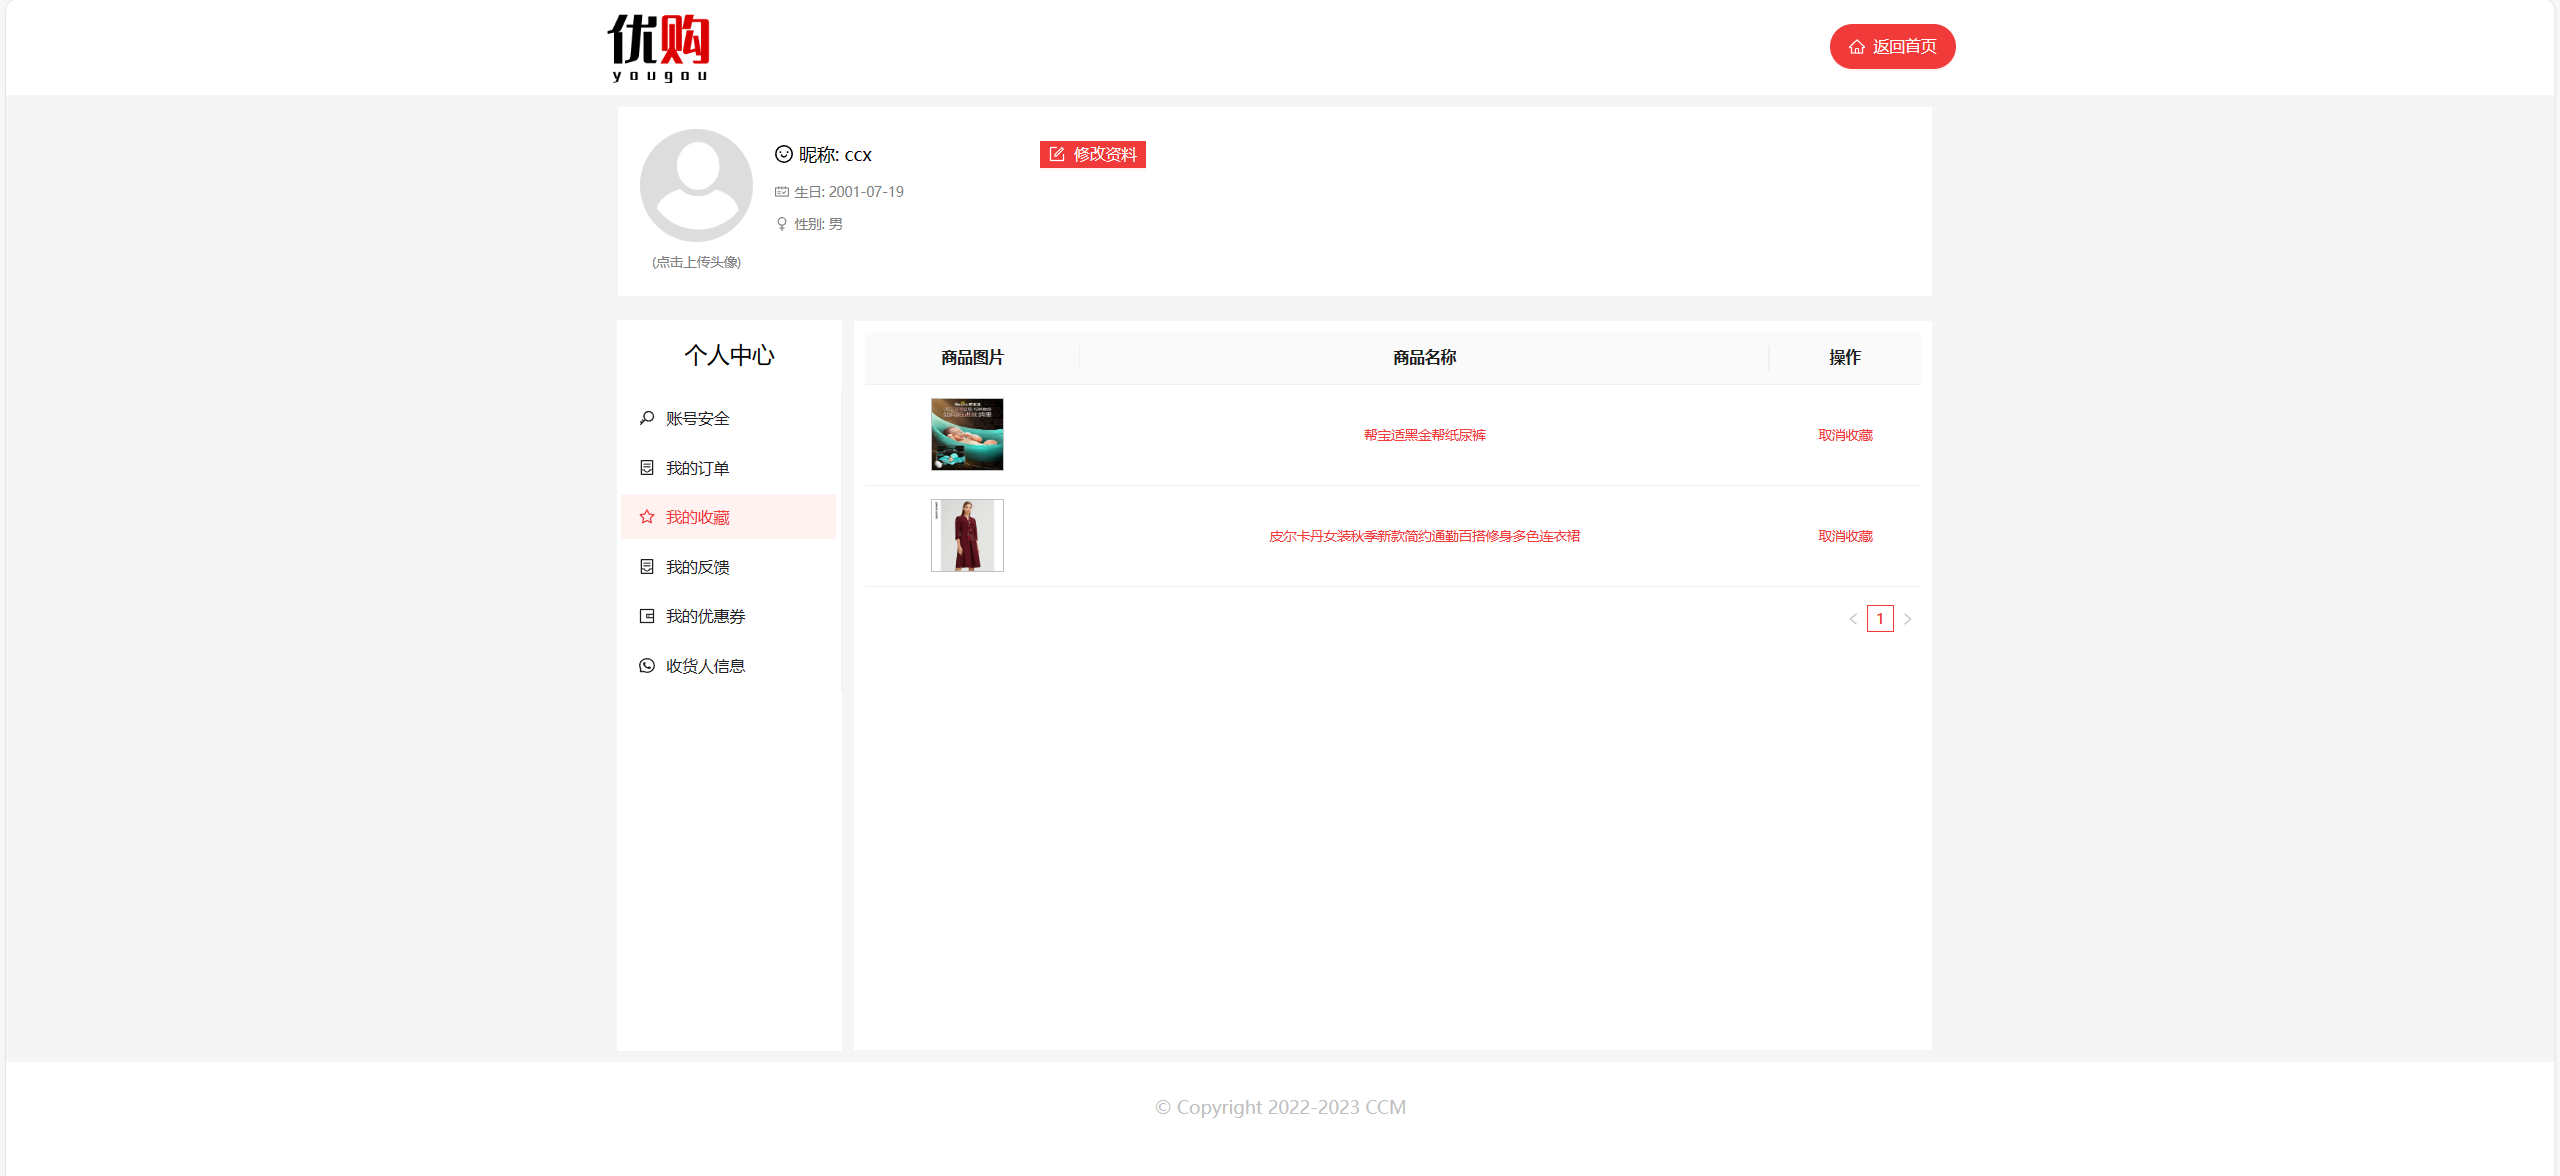 优购
yougou
返回首页
昵称: ccx
修改资料
生日: 2001-07-19
性别: 男
(点击上传头像)
个人中心
账号安全
我的订单
我的收藏
我的反馈
我的优惠券
收货人信息
商品图片 商品名称 操作
帮宝适黑金帮纸尿裤 取消收藏
皮尔卡丹女装秋季新款简约通勤百搭修身多色连衣裙 取消收藏
1
© Copyright 2022-2023 CCM